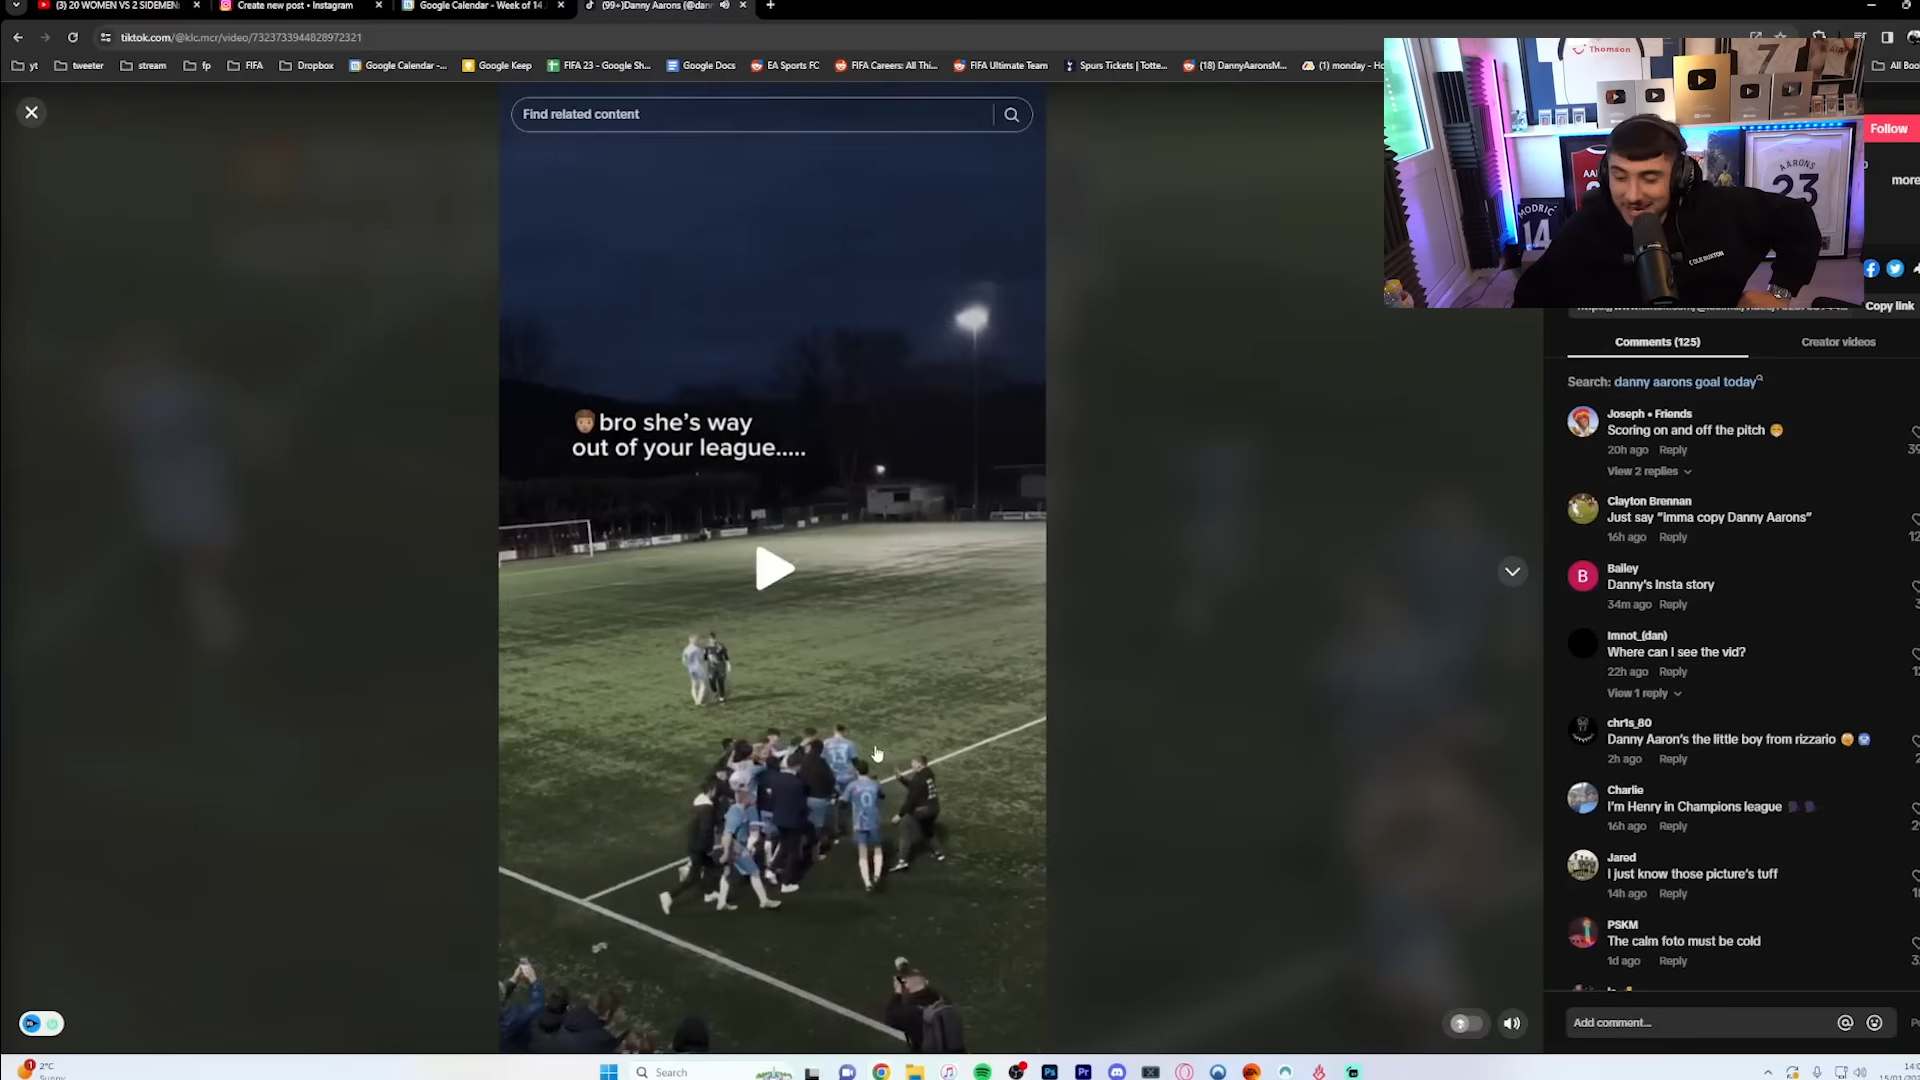 (3) 20 WOMEN VS 2 SIDEMEN
Create new post • Instagram
Google Calendar - Week of 14
(99+)Danny Aarons (@dan
tiktok.com/@klc.mcr/video/7323733944828972321
yt
tweeter
stream
fp
FIFA
Dropbox
Google Calendar -...
Google Keep
FIFA 23 - Google Sh...
Google Docs
EA Sports FC
FIFA Careers: All Thi...
FIFA Ultimate Team
Spurs Tickets | Totte...
(18) DannyAaronsM...
(1) monday - Ho
All Boo
Find related content
Thomson
7
AARONS
23
MODRIC
14
Follow
more
Copy link
🧑🏽bro she's way
out of your league.....
Comments (125)
Creator videos
Search: danny aarons goal today
Joseph • Friends
Scoring on and off the pitch
20h ago Reply
View 2 replies
Clayton Brennan
Just say "imma copy Danny Aarons"
16h ago Reply
B
Bailey
Danny's Insta story
34m ago Reply
Imnot_(dan)
Where can I see the vid?
22h ago Reply
View 1 reply
chr1s_80
Danny Aaron's the little boy from rizzario
2h ago Reply
Charlie
I'm Henry in Champions league
16h ago Reply
Jared
I just know those picture's tuff
14h ago Reply
PSKM
The calm foto must be cold
1d ago Reply
Add comment...
2°C
Sunny
Search
Ps
Pr